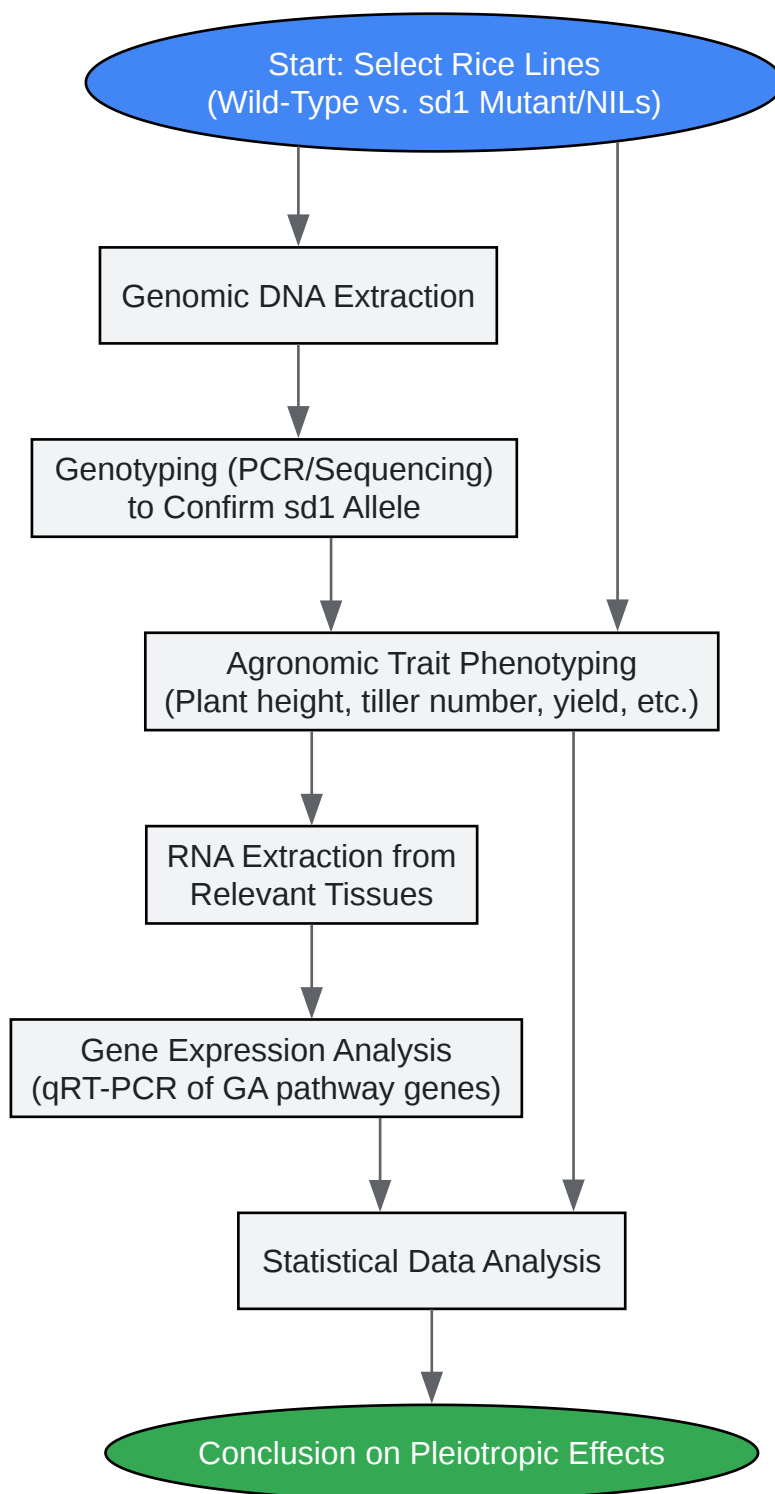 Start: Select Rice Lines
(Wild-Type vs. sd1 Mutant/NILs)
Genomic DNA Extraction
Genotyping (PCR/Sequencing)
to Confirm sd1 Allele
Agronomic Trait Phenotyping
(Plant height, tiller number, yield, etc.)
RNA Extraction from
Relevant Tissues
Gene Expression Analysis
(qRT-PCR of GA pathway genes)
Statistical Data Analysis
Conclusion on Pleiotropic Effects